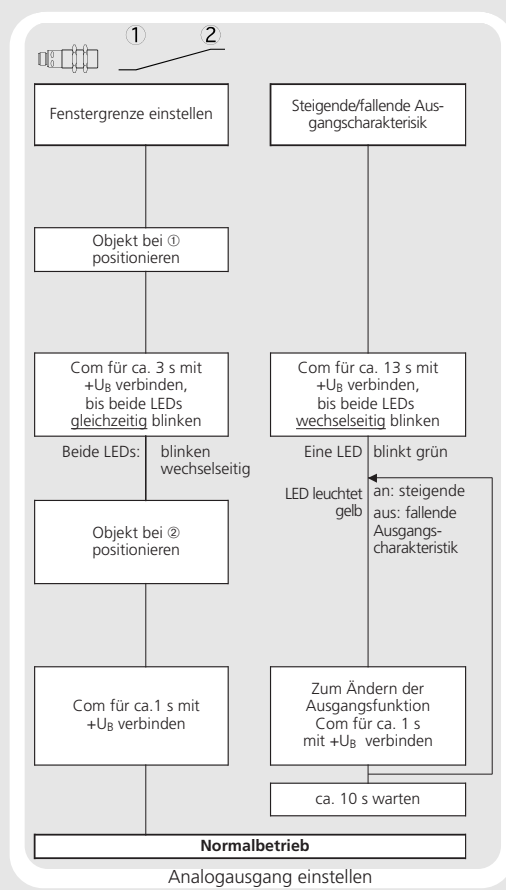 ① ②
Fenstergrenze einstellen
Objekt bei ①
positionieren
Com für ca. 3 s mit
+UB verbinden,
bis beide LEDs
gleichzeitig blinken
Beide LEDs: blinken
wechselseitig
Objekt bei ②
positionieren
Com für ca.1 s mit
+UB verbinden
Steigende/fallende Aus-
gangscharakterisik
Com für ca. 13 s mit
+UB verbinden,
bis beide LEDs
wechselseitig blinken
Eine LED blinkt grün
LED leuchtet
gelb
an: steigende
aus: fallende
Ausgangs-
charakteristik
Zum Ändern der
Ausgangsfunktion
Com für ca. 1 s
mit +UB verbinden
ca. 10 s warten
Normalbetrieb
Analogausgang einstellen